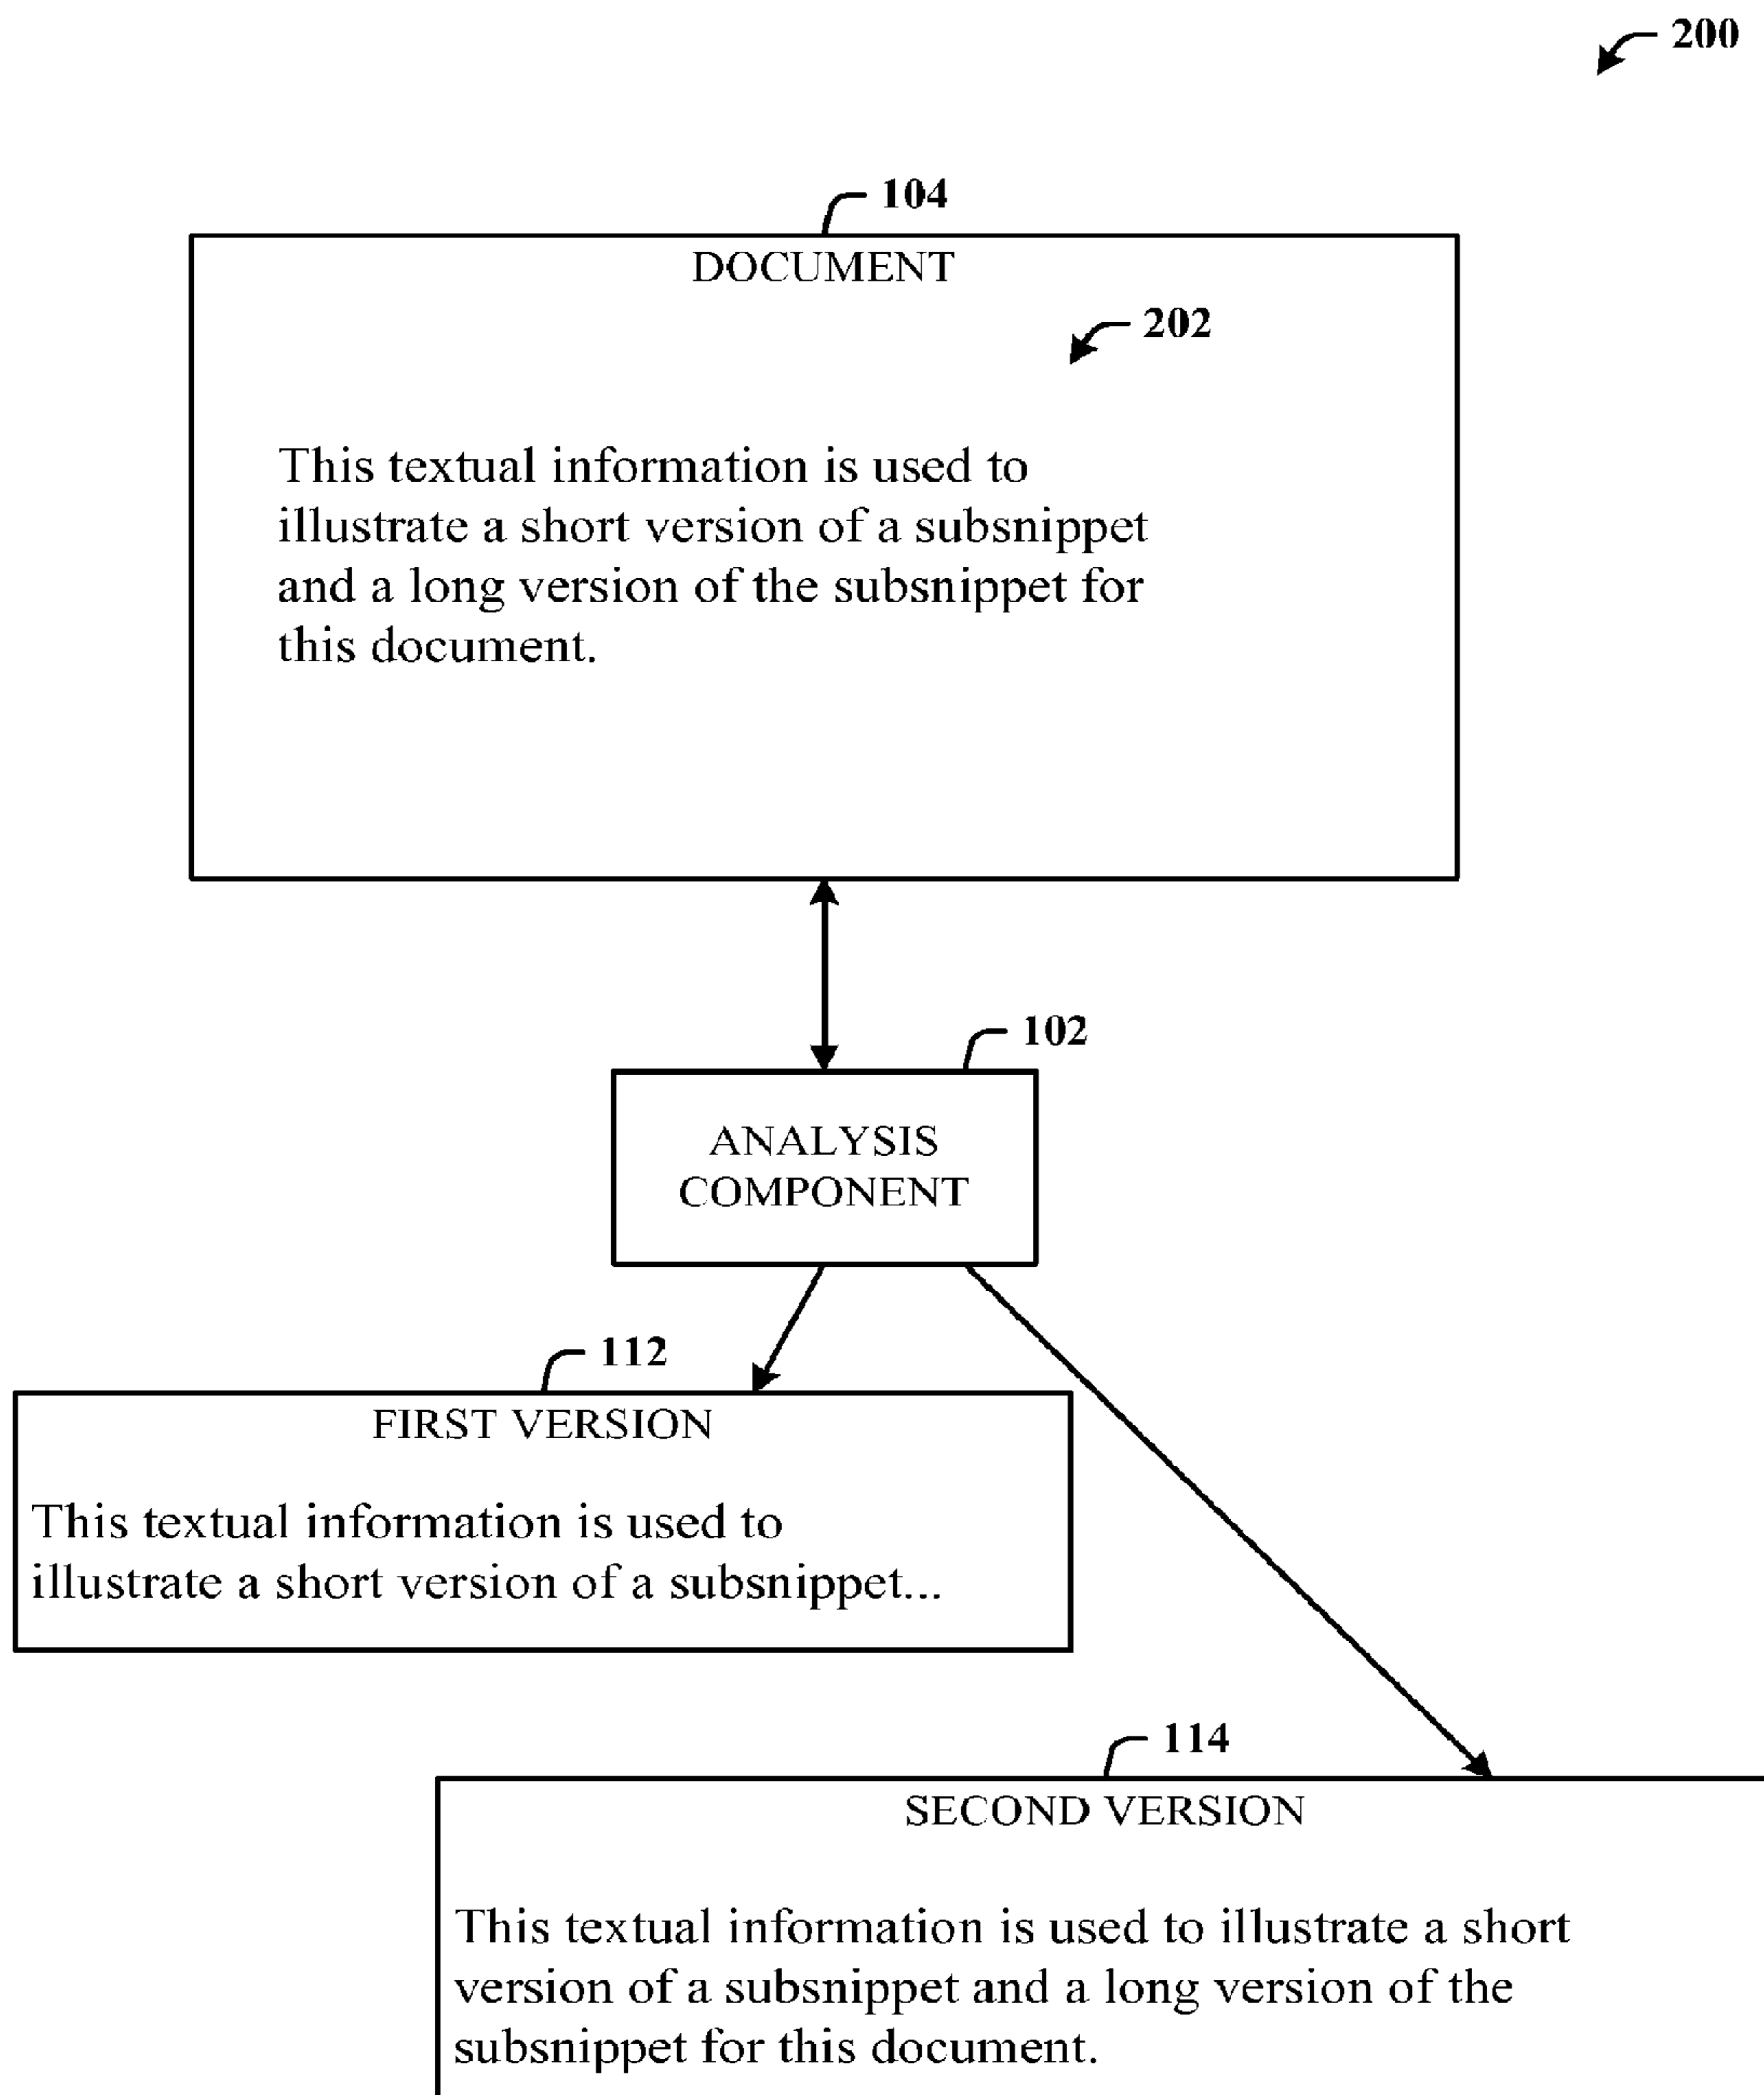 200
104
DOCUMENT
202
This textual information is used to
illustrate a short version of a subsnippet
and a long version of the subsnippet for
this document.
102
ANALYSIS
COMPONENT
112
FIRST VERSION
This textual information is used to
illustrate a short version of a subsnippet...
114
SECOND VERSION
This textual information is used to illustrate a short
version of a subsnippet and a long version of the
subsnippet for this document.